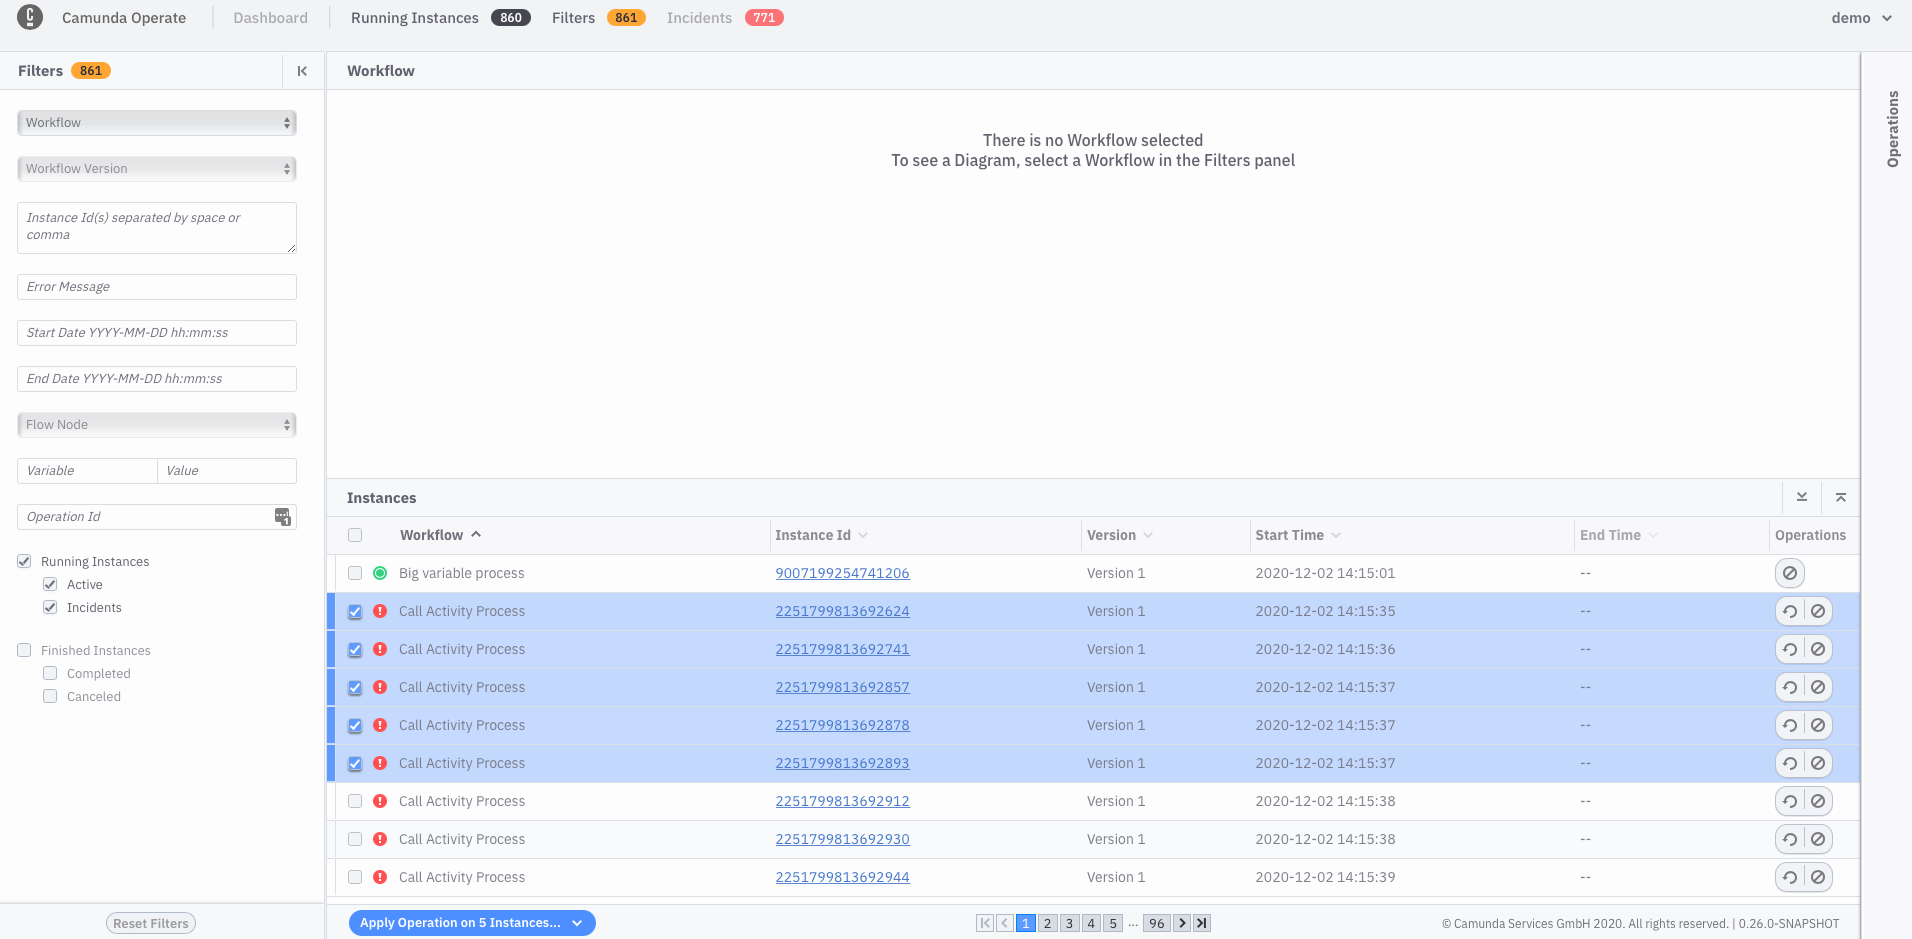 Camunda Operate Dashboard Running Instances 860 Filters 861 Incidents 771 demo
Filters 861
Workflow
Workflow Version
Instance Id(s) separated by space or
comma
Error Message
Start Date YYYY-MM-DD hh:mm:ss
End Date YYYY-MM-DD hh:mm:ss
Flow Node
Variable Value
Operation Id
Running Instances
Active
Incidents
Finished Instances
Completed
Canceled
Reset Filters
Workflow
There is no Workflow selected
To see a Diagram, select a Workflow in the Filters panel
Instances
Workflow Instance Id Version Start Time End Time Operations
Big variable process 9007199254741206 Version 1 2020-12-02 14:15:01 --
Call Activity Process 2251799813692624 Version 1 2020-12-02 14:15:35 --
Call Activity Process 2251799813692741 Version 1 2020-12-02 14:15:36 --
Call Activity Process 2251799813692857 Version 1 2020-12-02 14:15:37 --
Call Activity Process 2251799813692878 Version 1 2020-12-02 14:15:37 --
Call Activity Process 2251799813692893 Version 1 2020-12-02 14:15:37 --
Call Activity Process 2251799813692912 Version 1 2020-12-02 14:15:38 --
Call Activity Process 2251799813692930 Version 1 2020-12-02 14:15:38 --
Call Activity Process 2251799813692944 Version 1 2020-12-02 14:15:39 --
Apply Operation on 5 Instances... 1 2 3 4 5 ... 96 © Camunda Services GmbH 2020. All rights reserved. | 0.26.0-SNAPSHOT
Operations